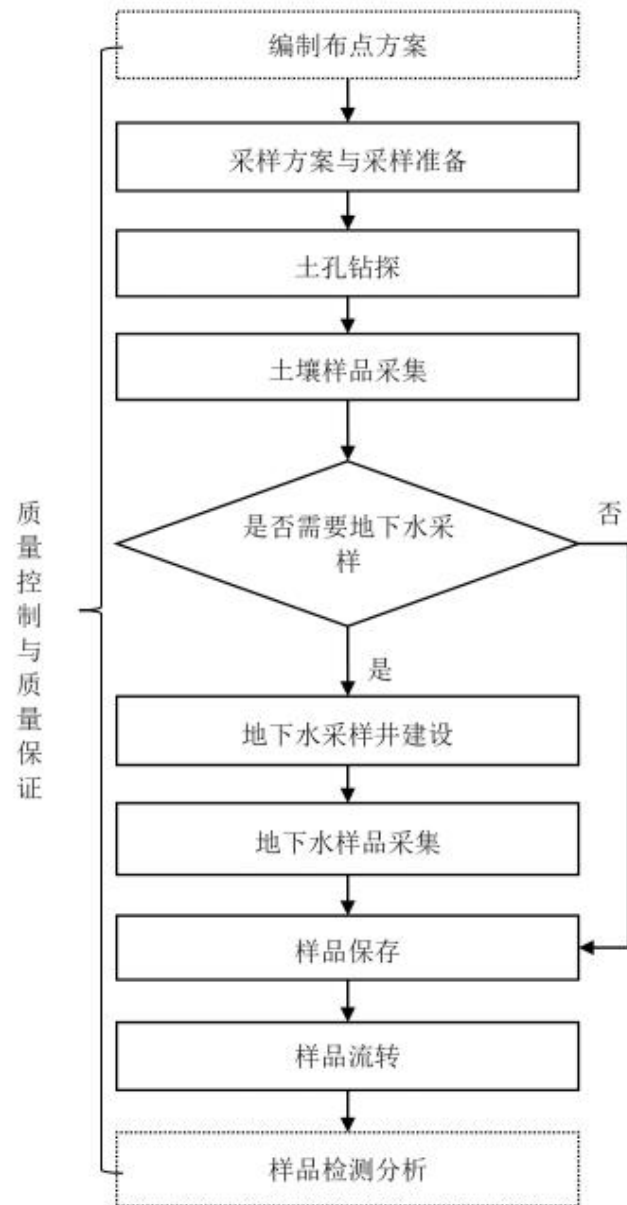 编制布点方案
采样方案与采样准备
土孔钻探
土壤样品采集
是否需要地下水采
样
否
是
地下水采样井建设
地下水样品采集
样品保存
样品流转
样品检测分析
质量控制与质量保证